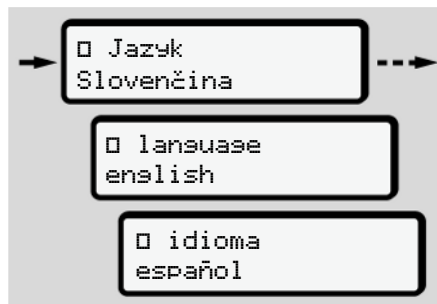 □ Jazyk
Slovenčina
□ language
english
□ idioma
español